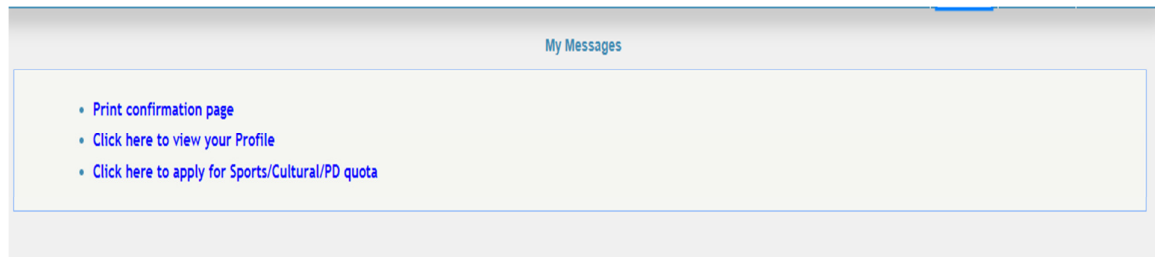 My Messages
Print confirmation page
Click here to view your Profile
Click here to apply for Sports/Cultural/PD quota